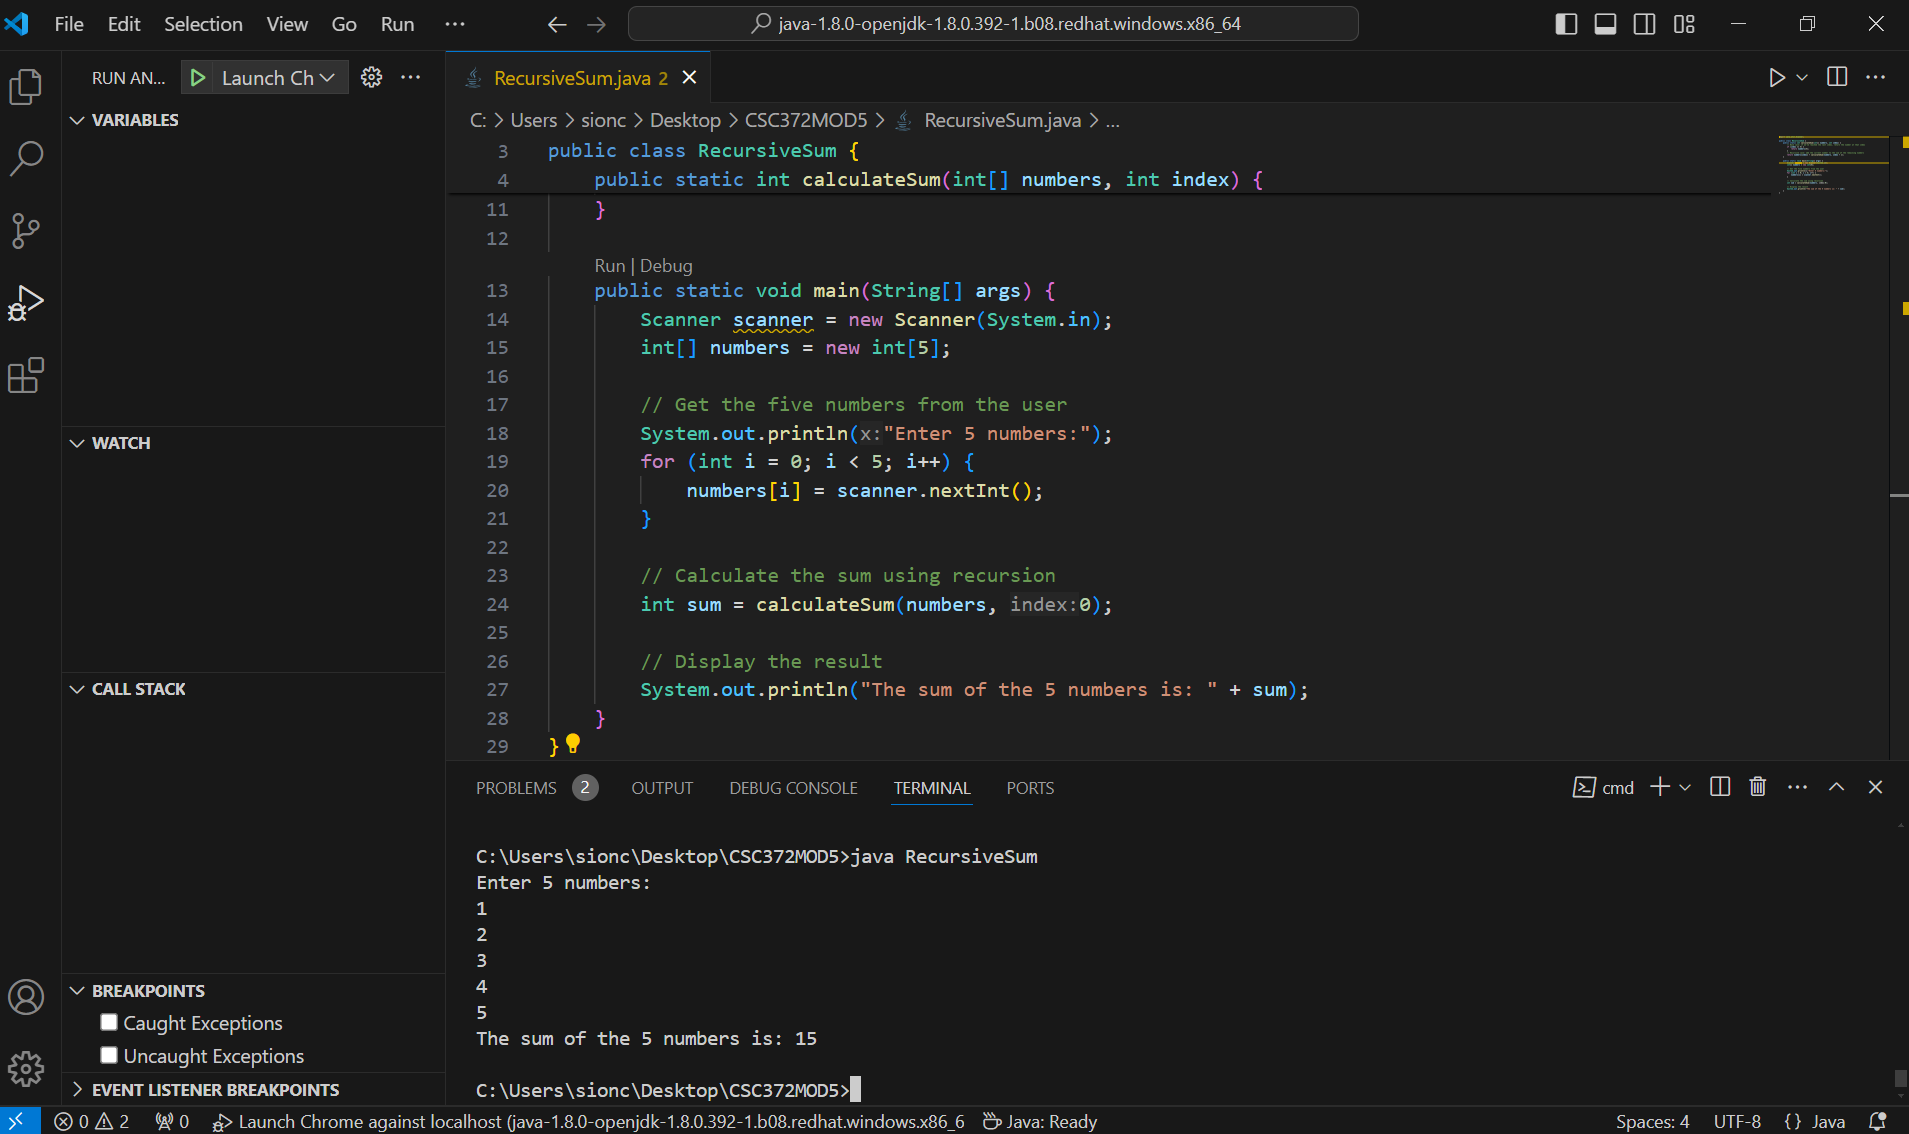 File Edit Selection View Go Run ···
java-1.8.0-openjdk-1.8.0.392-1.b08.redhat.windows.x86_64
RUN AN... Launch Ch
VARIABLES
WATCH
CALL STACK
BREAKPOINTS
Caught Exceptions
Uncaught Exceptions
EVENT LISTENER BREAKPOINTS
RecursiveSum.java 2
C: > Users > sionc > Desktop > CSC372MOD5 > RecursiveSum.java > ...
3 public class RecursiveSum {
4 public static int calculateSum(int[] numbers, int index) {
11 }
12
Run | Debug
13 public static void main(String[] args) {
14 Scanner scanner = new Scanner(System.in);
15 int[] numbers = new int[5];
16
17 // Get the five numbers from the user
18 System.out.println(x:"Enter 5 numbers:");
19 for (int i = 0; i < 5; i++) {
20 numbers[i] = scanner.nextInt();
21 }
22
23 // Calculate the sum using recursion
24 int sum = calculateSum(numbers, index:0);
25
26 // Display the result
27 System.out.println("The sum of the 5 numbers is: " + sum);
28 }
29 }
PROBLEMS 2 OUTPUT DEBUG CONSOLE TERMINAL PORTS cmd
C:\Users\sionc\Desktop\CSC372MOD5>java RecursiveSum
Enter 5 numbers:
1
2
3
4
5
The sum of the 5 numbers is: 15
C:\Users\sionc\Desktop\CSC372MOD5>
0 2 0 Launch Chrome against localhost (java-1.8.0-openjdk-1.8.0.392-1.b08.redhat.windows.x86_6 Java: Ready Spaces: 4 UTF-8 {} Java